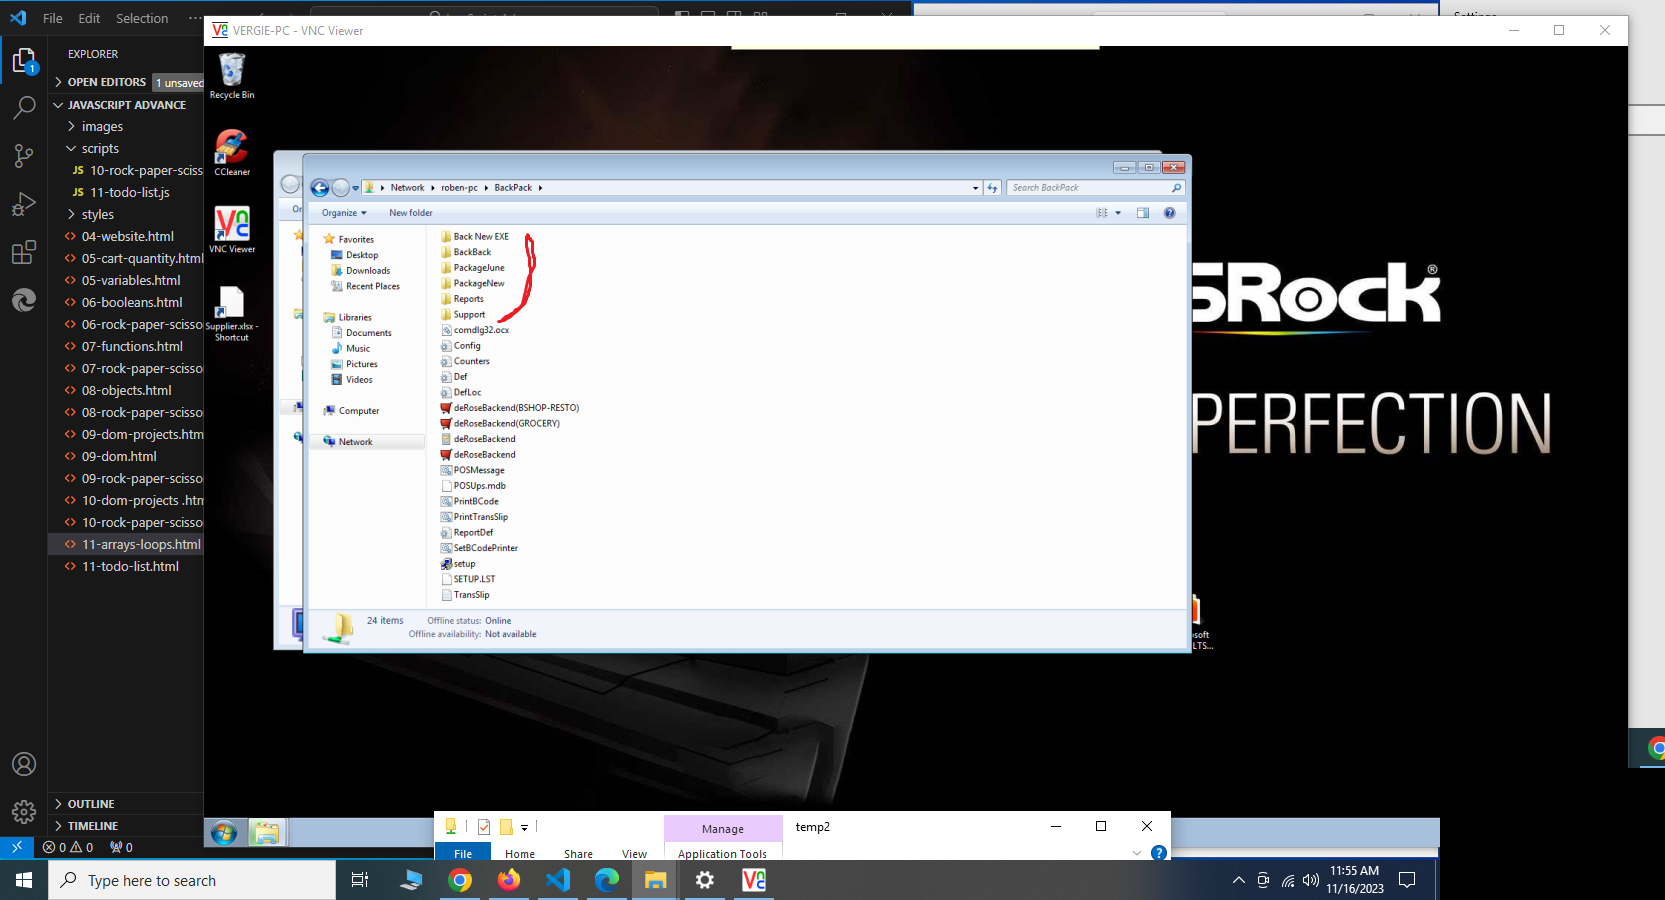 File Edit Selection ···
EXPLORER
OPEN EDITORS 1 unsaved
JAVASCRIPT ADVANCE
images
scripts
JS 10-rock-paper-sciss
JS 11-todo-list.js
styles
04-website.html
05-cart-quantity.html
05-variables.html
06-booleans.html
06-rock-paper-scisso
07-functions.html
07-rock-paper-scisso
08-objects.html
08-rock-paper-scisso
09-dom-projects.htm
09-dom.html
09-rock-paper-scisso
10-dom-projects .htm
10-rock-paper-scisso
11-arrays-loops.html
11-todo-list.html
OUTLINE
TIMELINE
0 0 0
1
VERGIE-PC - VNC Viewer
Recycle Bin
CCleaner
VNC Viewer
Supplier.xlsx -
Shortcut
Network roben-pc BackPack
Search BackPack
Organize New folder
Favorites
Desktop
Downloads
Recent Places
Libraries
Documents
Music
Pictures
Videos
Computer
Network
Back New EXE
BackBack
PackageJune
PackageNew
Reports
Support
comdlg32.ocx
Config
Counters
Def
DefLoc
deRoseBackend(BSHOP-RESTO)
deRoseBackend(GROCERY)
deRoseBackend
deRoseBackend
POSMessage
POSUps.mdb
PrintBCode
PrintTransSlip
ReportDef
SetBCodePrinter
setup
SETUP.LST
TransSlip
24 items Offline status: Online
Offline availability: Not available
SRock®
PERFECTION
osoft
LTS...
Manage temp2
File Home Share View Application Tools
Type here to search
11:55 AM
11/16/2023